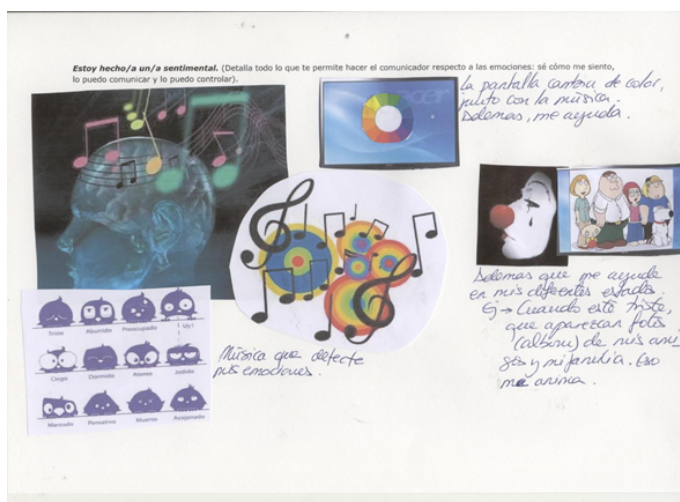 Estoy hecho/a un/a sentimental. (Detalla todo lo que te permite hacer el comunicador respecto a las emociones: sé cómo me siento,
lo puedo comunicar y lo puedo controlar).
La pantalla cambia de color,
junto con la música.
Además, me ayuda.
Además que me ayude
en mis diferentes estados.
Ej → Cuando esté triste,
que aparezcan fotos
(álbum) de mis ami
gos y mi familia. Eso
me anima.
Música que detecte
mis emociones.
Triste Aburrido Preocupado
Ciego Dormido Atónito Jodido
Mareado Pensativo Muerto Acojonado